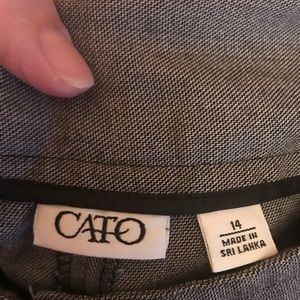 CATO
14
MADE IN
SRI LANKA